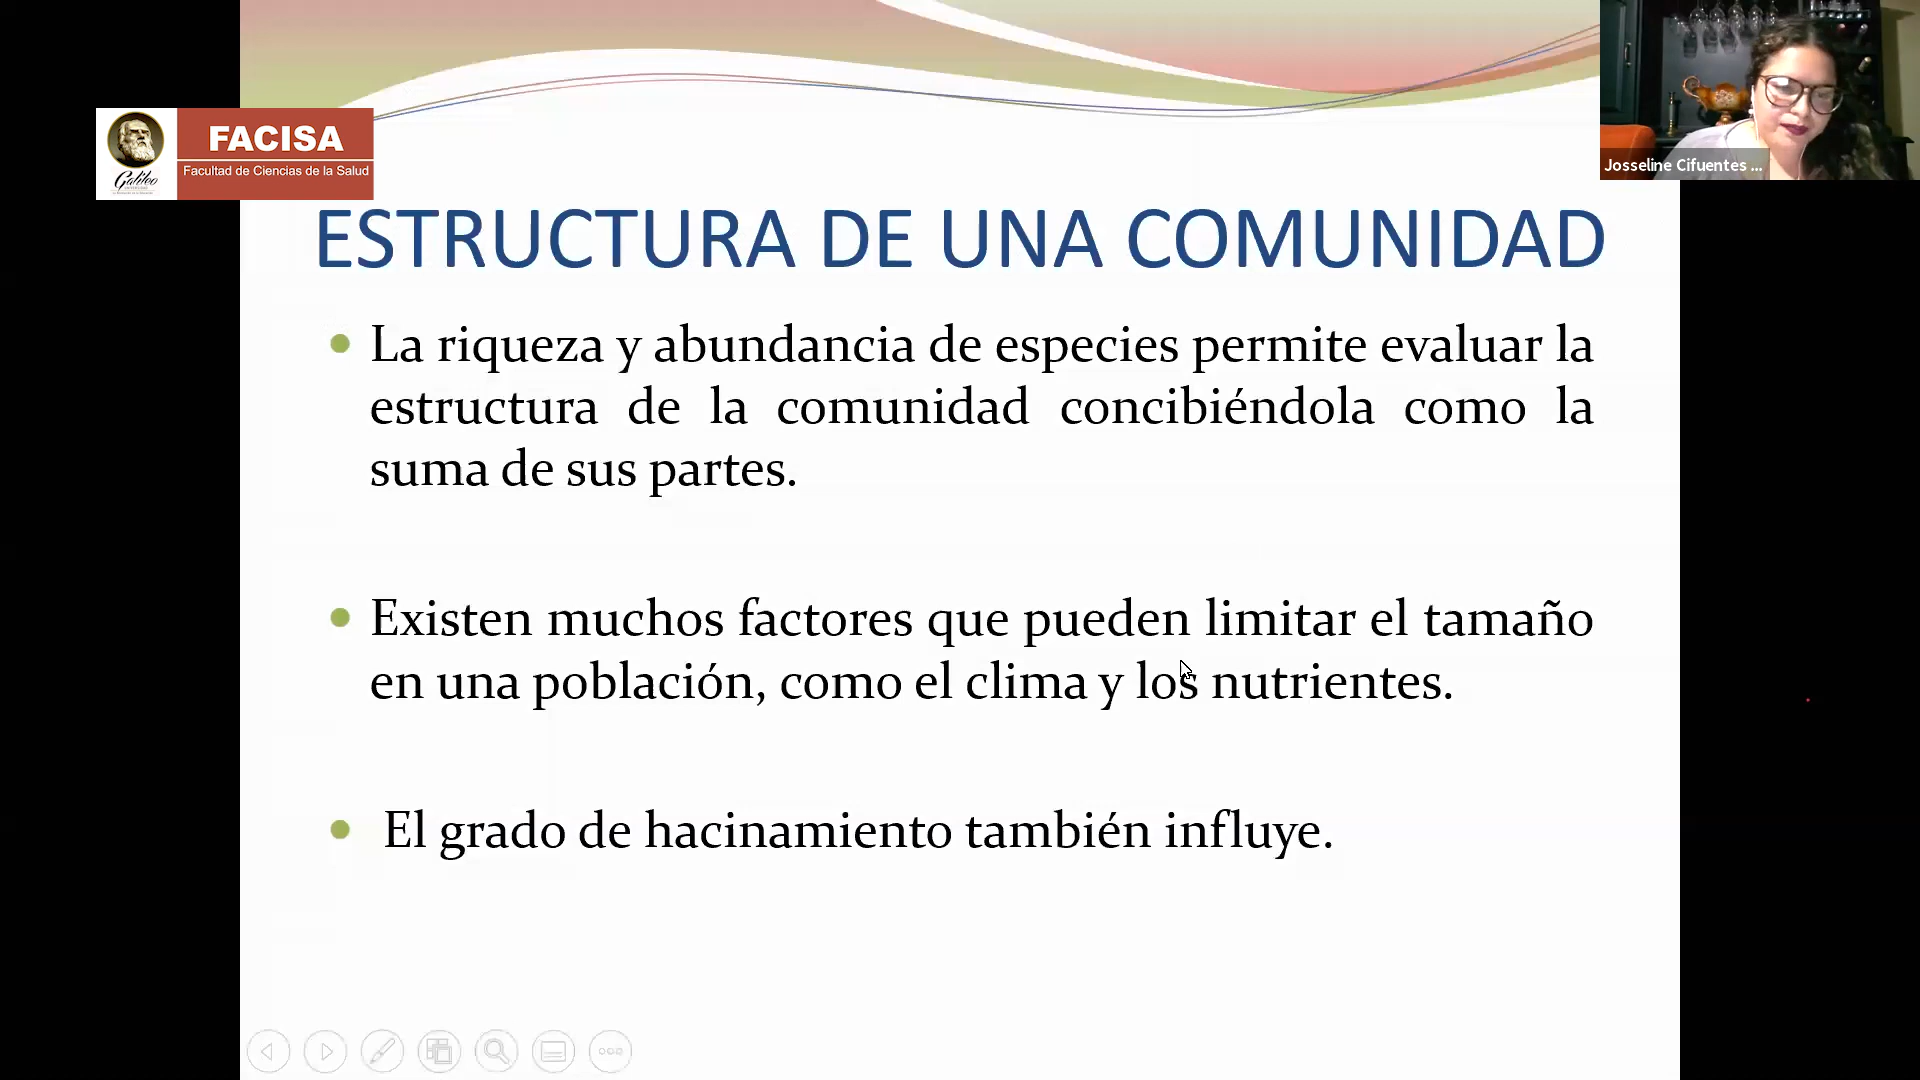 Josseline Cifuentes ...
FACISA
Facultad de Ciencias de la Salud
Galileo
ESTRUCTURA DE UNA COMUNIDAD
La riqueza y abundancia de especies permite evaluar la
estructura de la comunidad concibiéndola como la
suma de sus partes.
Existen muchos factores que pueden limitar el tamaño
en una población, como el clima y los nutrientes.
El grado de hacinamiento también influye.